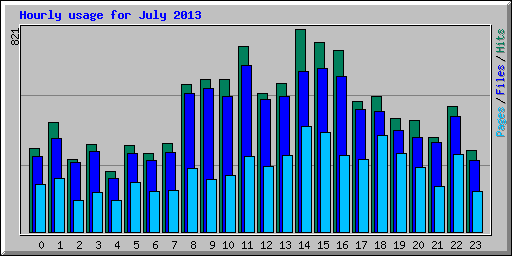 Hourly usage for July 2013
821
Pages/Files/Hits
0 1 2 3 4 5 6 7 8 9 10 11 12 13 14 15 16 17 18 19 20 21 22 23